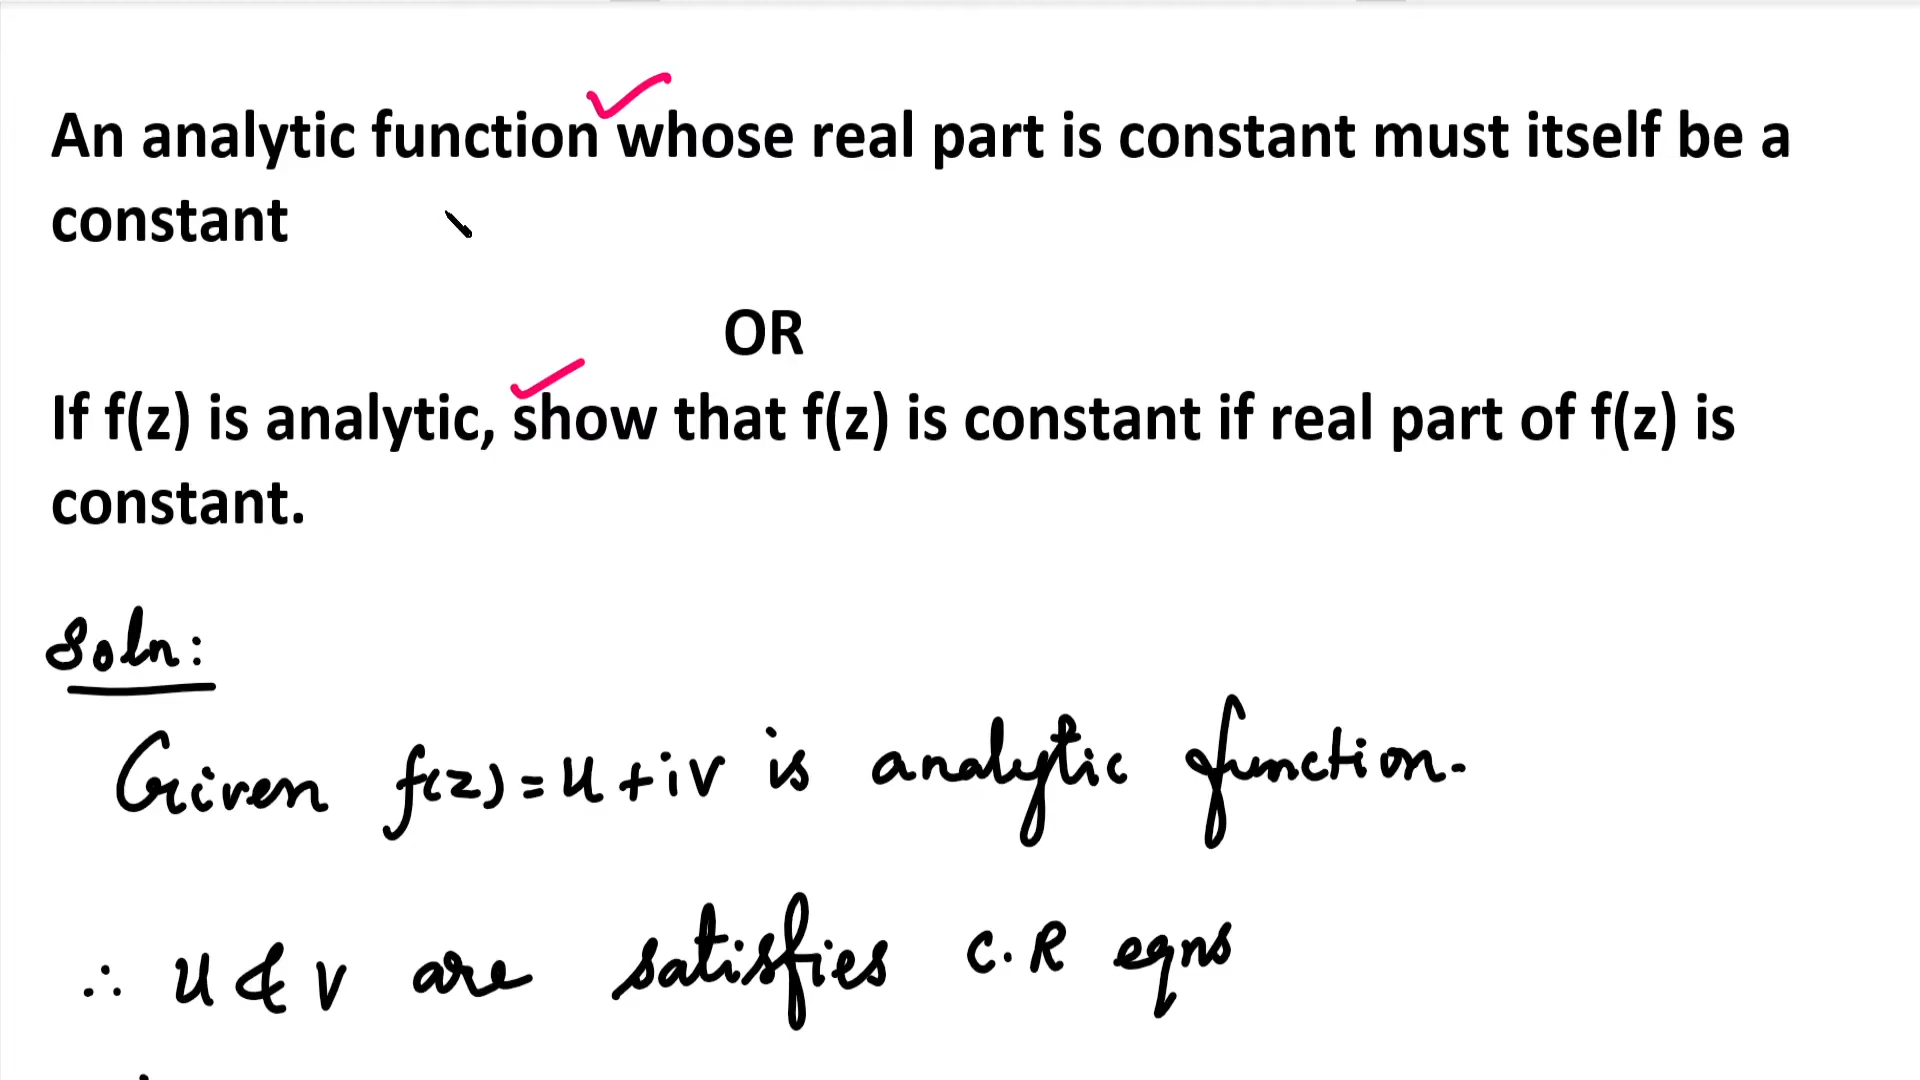 An analytic function whose real part is constant must itself be a
constant
OR
If f(z) is analytic, show that f(z) is constant if real part of f(z) is
constant.
Soln:
Given f(z)=u+iv is analytic function.
∴ u & v are satisfies C.R eqns